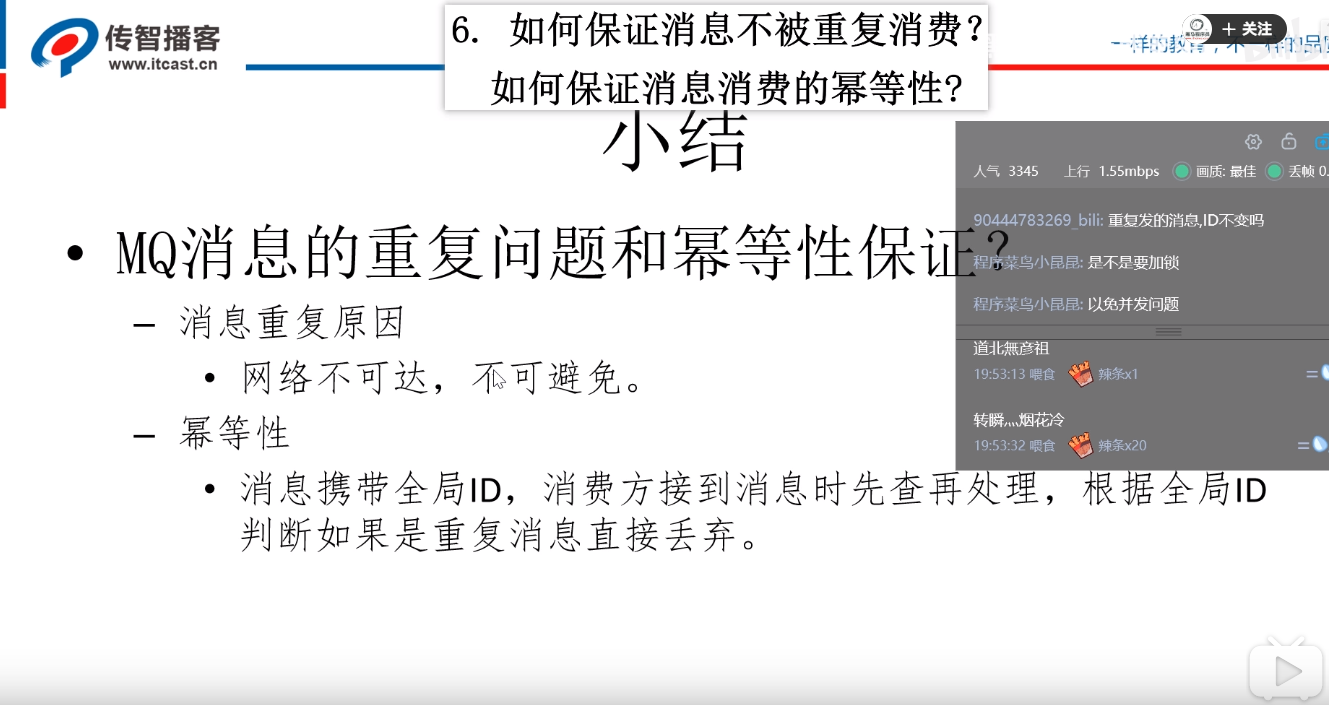 传智播客
www.itcast.cn
6. 如何保证消息不被重复消费?
如何保证消息消费的幂等性?
+ 关注
小结
人气 3345 上行 1.55mbps 画质: 最佳 丢帧 0.
90444783269_bili: 重复发的消息,ID不变吗
程序菜鸟小昆昆: 是不是要加锁
程序菜鸟小昆昆: 以免并发问题
道北無彦祖
19:53:13 喂食 辣条x1
转瞬灬烟花冷
19:53:32 喂食 辣条x20
• MQ消息的重复问题和幂等性保证?
– 消息重复原因
• 网络不可达，不可避免。
– 幂等性
• 消息携带全局ID，消费方接到消息时先查再处理，根据全局ID
判断如果是重复消息直接丢弃。